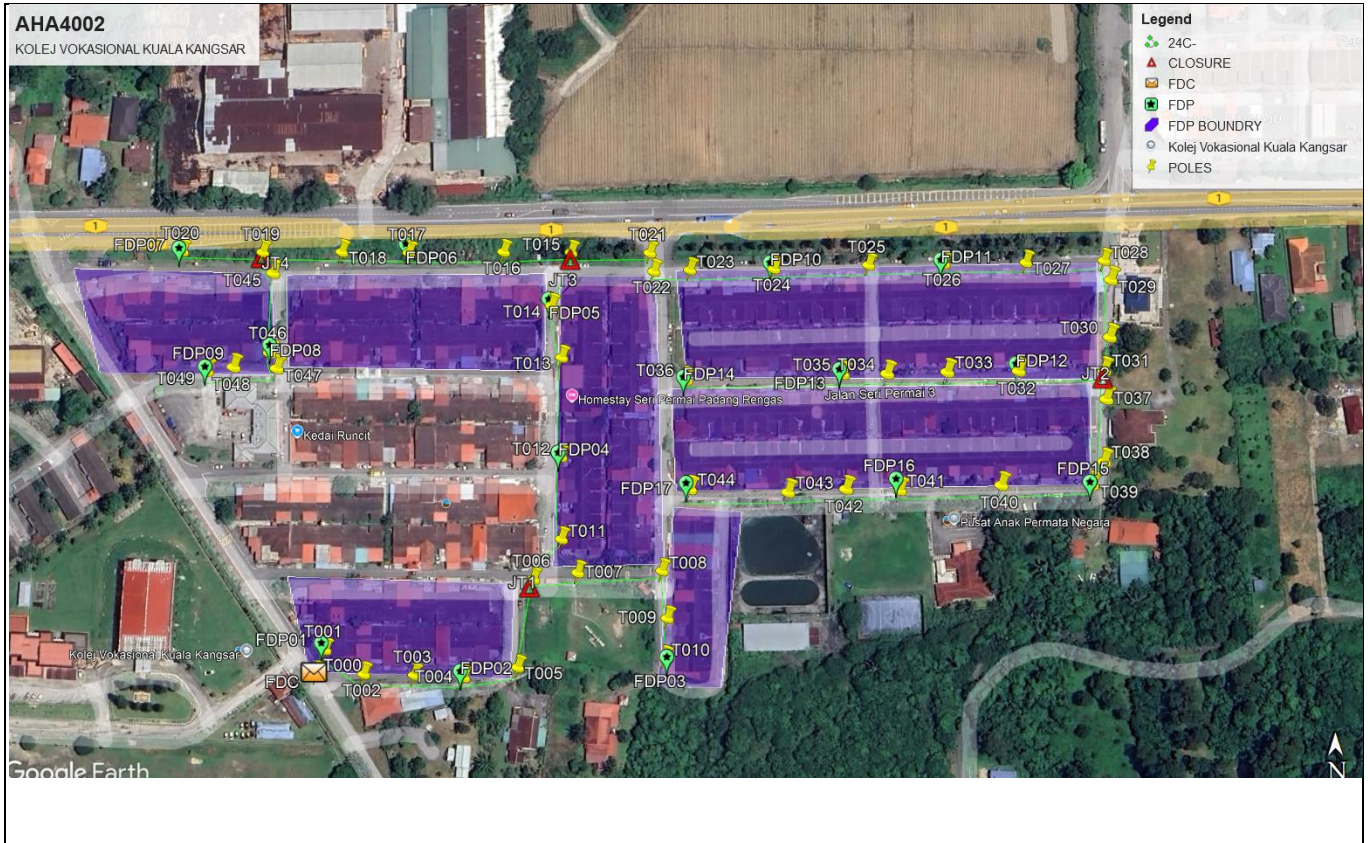 AHA4002
KOLEJ VOKASIONAL KUALA KANGSAR
Legend
24C-
CLOSURE
FDC
FDP
FDP BOUNDRY
Kolej Vokasional Kuala Kangsar
POLES
1
1
1
1
T020
T019
T017
T015
T021
T025
T028
FDP07
T018
FDP06
T016
T023
FDP10
FDP11
T027
JT4
T045
JT3
T022
T024
T026
T029
T014
FDP05
T030
T046
FDP08
FDP09
T013
T036
T035
T034
T033
FDP12
T031
T049
T048
T047
FDP14
FDP13
T032
JT2
Homestay Seri Permai Padang Rengas
Jalan Seri Permai 3
T037
Kedai Runcit
T012
FDP04
T038
FDP17
T044
T043
FDP16
T041
FDP15
T042
T040
T039
Pusat Anak Permata Negara
T011
T006
T007
T008
JT1
T009
FDP01
T001
Kolej Vokasional Kuala Kangsar
T000
T003
FDP02
T010
FDC
T002
T004
T005
FDP03
Google Earth
N